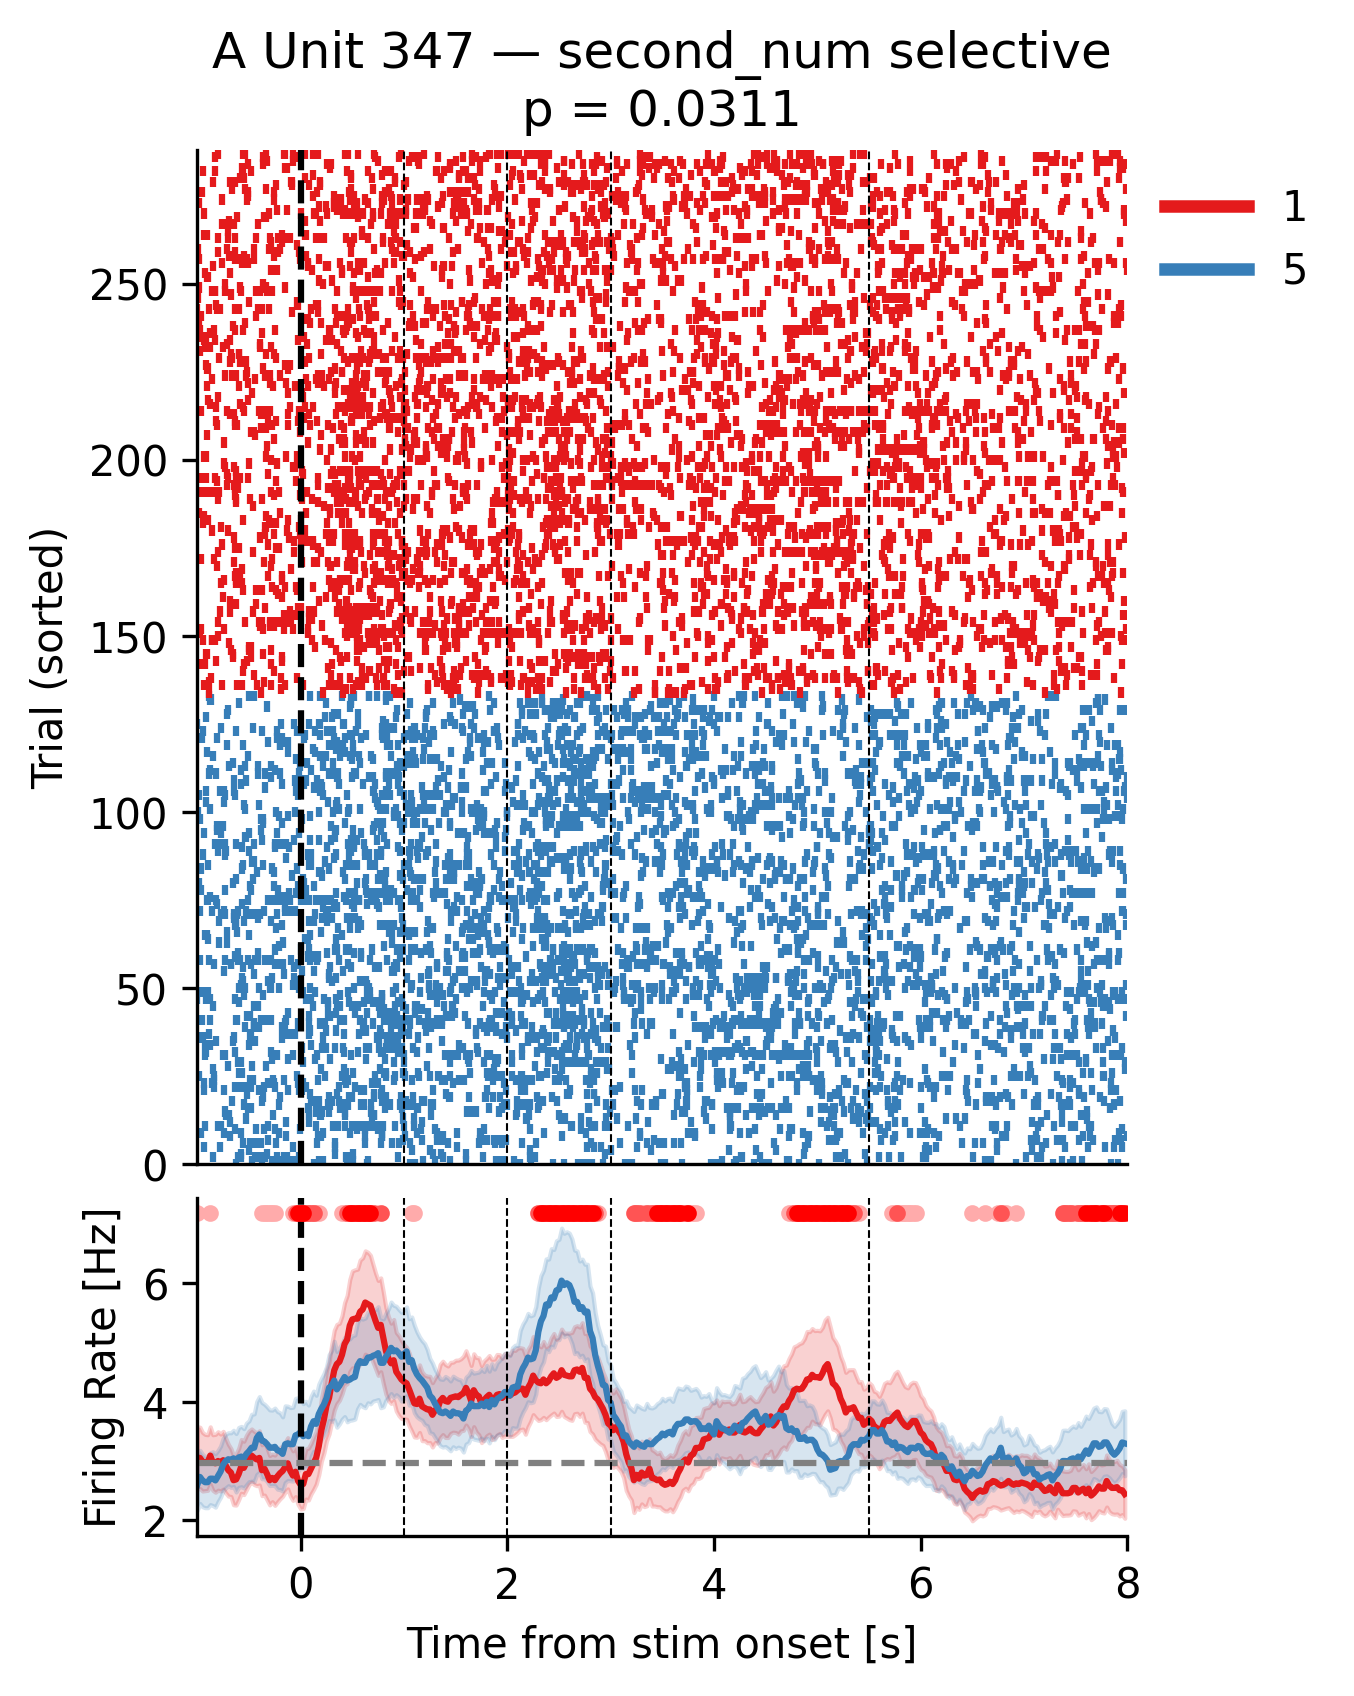 A Unit 347 — second_num selective
p = 0.0311
1
5
Trial (sorted)
250
200
150
100
50
0
Firing Rate [Hz]
6
4
2
0 2 4 6 8
Time from stim onset [s]